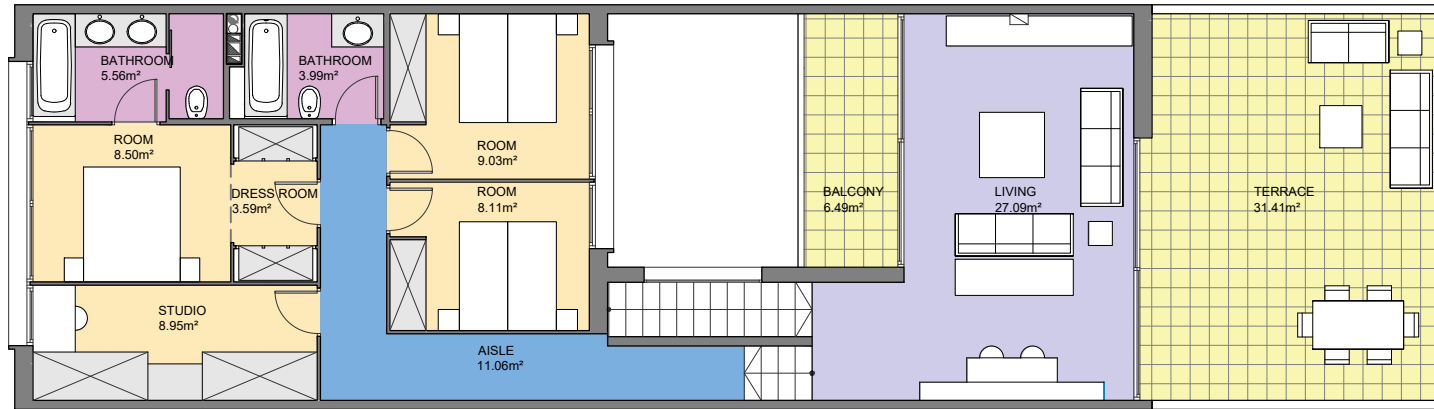 BATHROOM
5.56m²
BATHROOM
3.99m²
ROOM
8.50m²
ROOM
9.03m²
DRESS ROOM
3.59m²
ROOM
8.11m²
BALCONY
6.49m²
LIVING
27.09m²
TERRACE
31.41m²
STUDIO
8.95m²
AISLE
11.06m²